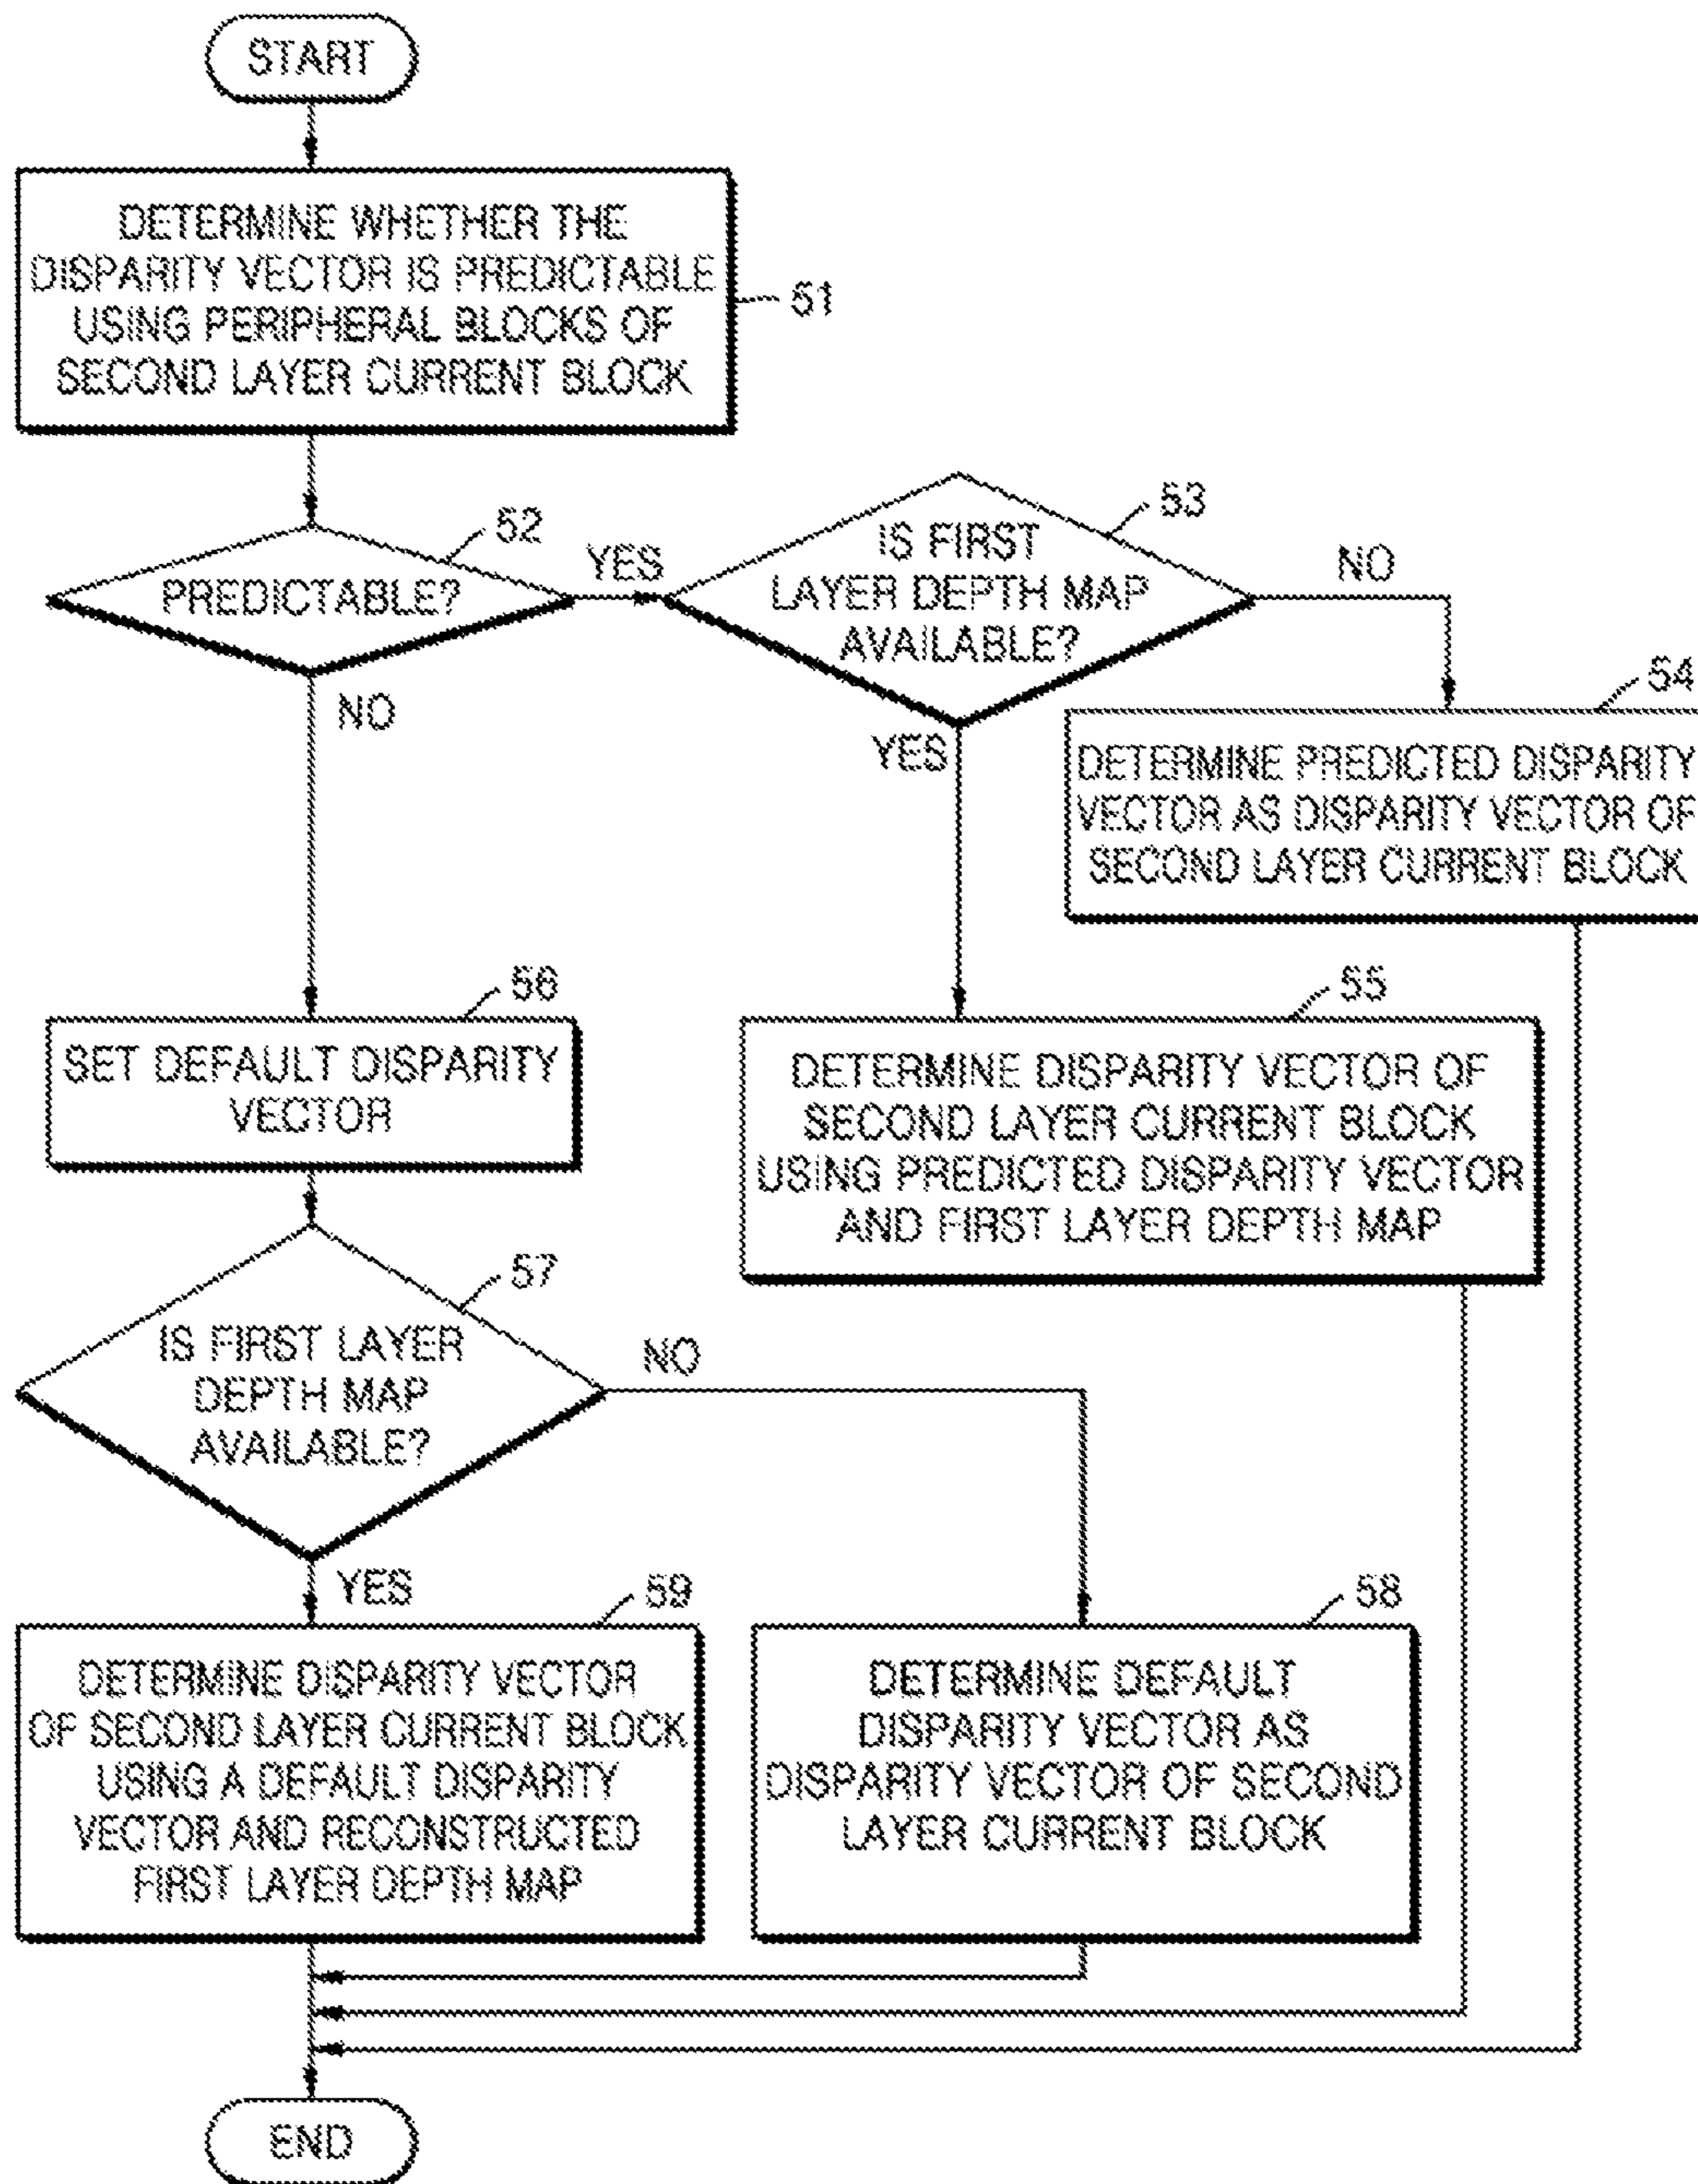 START
DETERMINE WHETHER THE
DISPARITY VECTOR IS PREDICTABLE
USING PERIPHERAL BLOCKS OF
SECOND LAYER CURRENT BLOCK
51
52
PREDICTABLE?
YES
NO
53
IS FIRST
LAYER DEPTH MAP
AVAILABLE?
NO
YES
54
DETERMINE PREDICTED DISPARITY
VECTOR AS DISPARITY VECTOR OF
SECOND LAYER CURRENT BLOCK
56
SET DEFAULT DISPARITY
VECTOR
55
DETERMINE DISPARITY VECTOR OF
SECOND LAYER CURRENT BLOCK
USING PREDICTED DISPARITY VECTOR
AND FIRST LAYER DEPTH MAP
57
IS FIRST LAYER
DEPTH MAP
AVAILABLE?
NO
YES
59
DETERMINE DISPARITY VECTOR
OF SECOND LAYER CURRENT BLOCK
USING A DEFAULT DISPARITY
VECTOR AND RECONSTRUCTED
FIRST LAYER DEPTH MAP
58
DETERMINE DEFAULT
DISPARITY VECTOR AS
DISPARITY VECTOR OF SECOND
LAYER CURRENT BLOCK
END